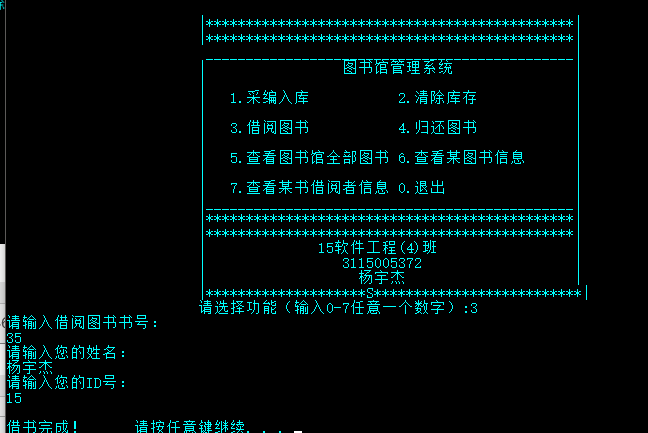 |**********************************************|
|**********************************************
图书馆管理系统
1.采编入库 2.清除库存
3.借阅图书 4.归还图书
5.查看图书馆全部图书 6.查看某图书信息
7.查看某书借阅者信息 0.退出
**********************************************
**********************************************
15软件工程(4)班
3115005372
杨宇杰
|********************S**************************|
请选择功能（输入0-7任意一个数字）:3
请输入借阅图书书号：
35
请输入您的姓名：
杨宇杰
请输入您的ID号：
15
借书完成! 请按任意键继续. . .